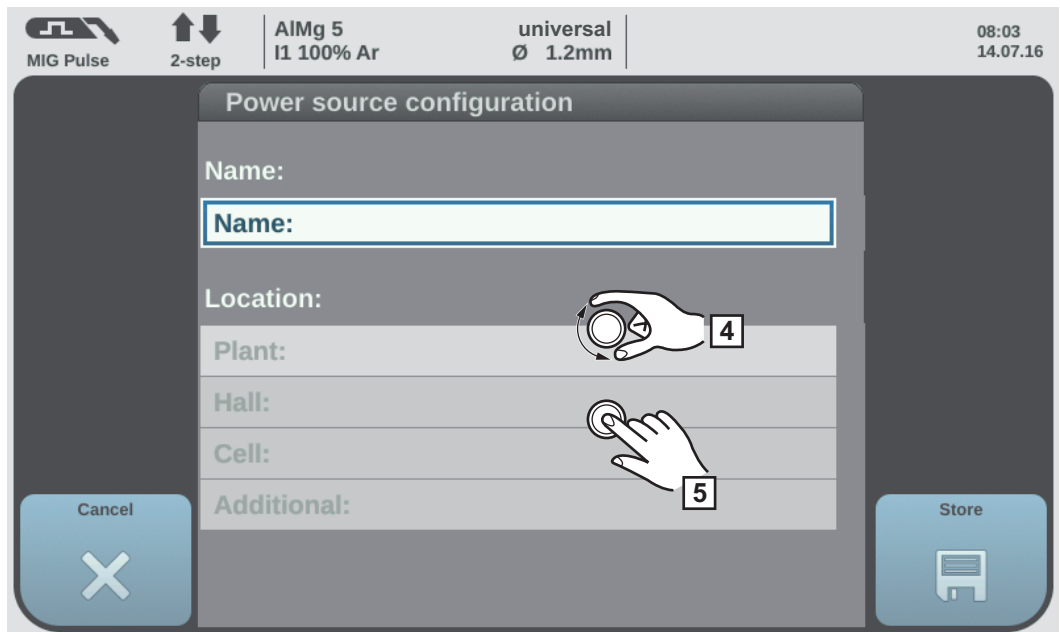 MIG Pulse
2-step
AlMg 5
I1 100% Ar
universal
Ø 1.2mm
08:03
14.07.16
Power source configuration
Name:
Name:
Location:
Plant:
Hall:
Cell:
Additional:
4
5
Cancel
Store